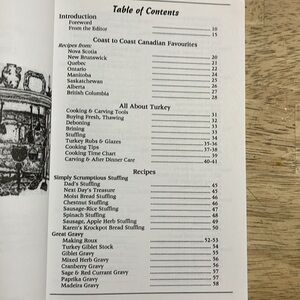 Table of Contents
Introduction
Foreword 10
From the Editor 15
Coast to Coast Canadian Favourites
Recipes from:
Nova Scotia 20
New Brunswick 21
Quebec 21
Ontario 22
Manitoba 24
Saskatchewan 26
Alberta 27
British Columbia 28
All About Turkey
Cooking & Carving Tools 31
Buying Fresh, Thawing 32
Deboning 32
Brining 33
Stuffing 34
Turkey Rubs & Glazes 35-36
Cooking Tips 37-38
Cooking Time Chart 39
Carving & After Dinner Care 40-41
Recipes
Simply Scrumptious Stuffing
Dad's Stuffing 45
Next Day's Treasure 45
Moist Bread Stuffing 46
Chestnut Stuffing 46
Sausage-Rice Stuffing 47
Spinach Stuffing 48
Sausage, Apple Herb Stuffing 49
Karen's Krockpot Bread Stuffing 50
Great Gravy
Making Roux 52-53
Turkey Giblet Stock 54
Giblet Gravy 55
Mixed Herb Gravy 56
Cranberry Gravy 56
Sage & Red Currant Gravy 57
Paprika Gravy 57
Madeira Gravy 58